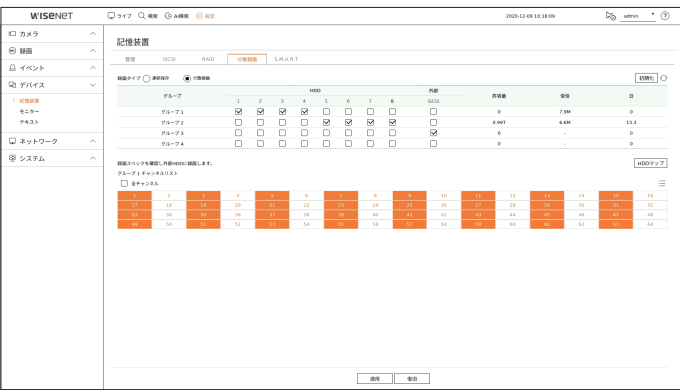 WISENET
ライブ 検索 AI検索 設定 2020-12-09 10:18:09 admin
カメラ
録画
イベント
デバイス
記憶装置
モニター
テキスト
ネットワーク
システム
記憶装置
管理 iSCSI RAID 分散録画 S.M.A.R.T
録画タイプ 連続保存 分散録画 初期化
グループ HDD 外部 許容量 受信 日
1 2 3 4 5 6 7 8 iSCSI
グループ 1 0 7.9M 0
グループ 2 0.99T 6.6M 13.3
グループ 3 0 - 0
グループ 4 0 - 0
録画スペックを確認し外部HDDに録画します。 HDDマップ
グループ 1 チャンネルリスト
全チャンネル
1 2 3 4 5 6 7 8 9 10 11 12 13 14 15 16
17 18 19 20 21 22 23 24 25 26 27 28 29 30 31 32
33 34 35 36 37 38 39 40 41 42 43 44 45 46 47 48
49 50 51 52 53 54 55 56 57 58 59 60 61 62 63 64
適用 復旧